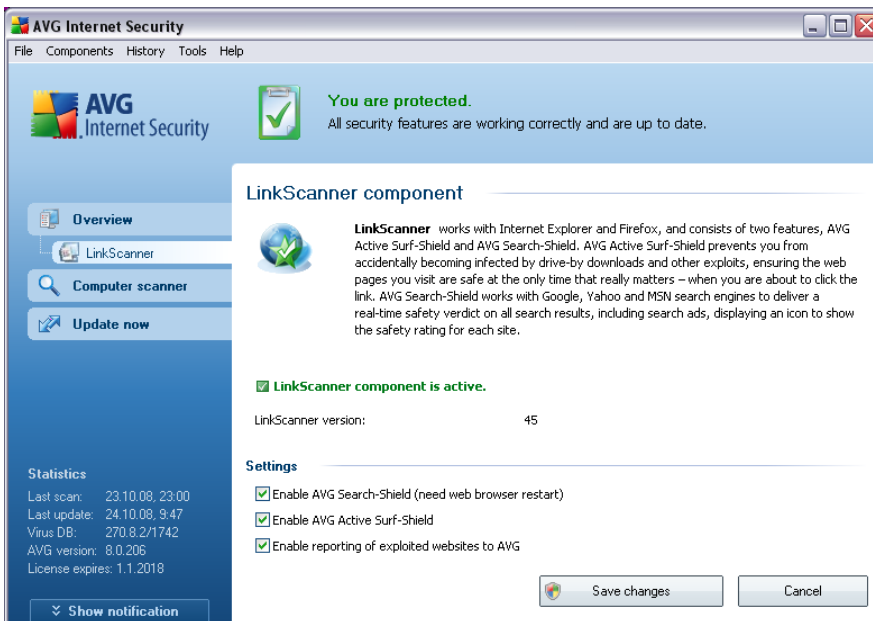 AVG Internet Security
File Components History Tools Help
AVG
Internet Security
You are protected.
All security features are working correctly and are up to date.
Overview
LinkScanner
Computer scanner
Update now
LinkScanner component
LinkScanner works with Internet Explorer and Firefox, and consists of two features, AVG
Active Surf-Shield and AVG Search-Shield. AVG Active Surf-Shield prevents you from
accidentally becoming infected by drive-by downloads and other exploits, ensuring the web
pages you visit are safe at the only time that really matters – when you are about to click the
link. AVG Search-Shield works with Google, Yahoo and MSN search engines to deliver a
real-time safety verdict on all search results, including search ads, displaying an icon to show
the safety rating for each site.
LinkScanner component is active.
LinkScanner version: 45
Settings
Enable AVG Search-Shield (need web browser restart)
Enable AVG Active Surf-Shield
Enable reporting of exploited websites to AVG
Save changes
Cancel
Statistics
Last scan: 23.10.08, 23:00
Last update: 24.10.08, 9:47
Virus DB: 270.8.2/1742
AVG version: 8.0.206
License expires: 1.1.2018
Show notification